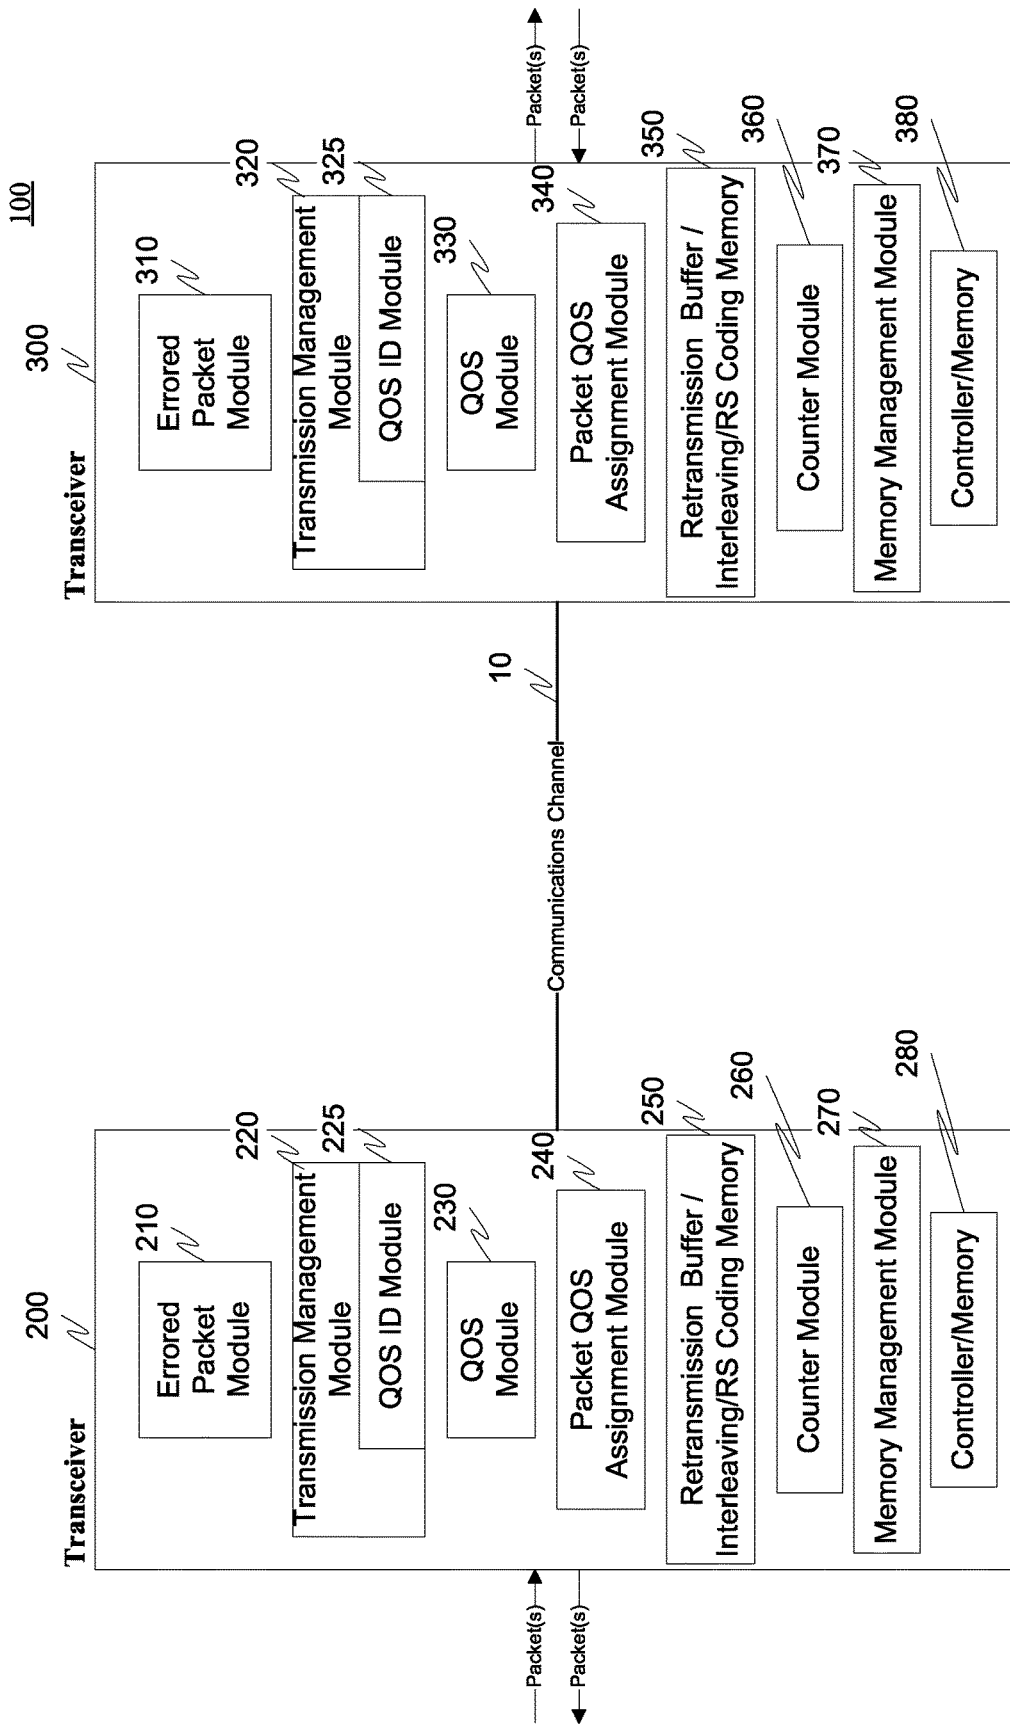 100
Transceiver
200
Errored
Packet
Module
210
Transmission Management
Module
220
QOS ID Module
225
QOS
Module
230
Packet QOS
Assignment Module
240
Retransmission Buffer /
Interleaving/RS Coding Memory
250
Counter Module
260
Memory Management Module
270
Controller/Memory
280
Packet(s)
Packet(s)
Communications Channel
10
Transceiver
300
Errored
Packet
Module
310
Transmission Management
Module
320
QOS ID Module
325
QOS
Module
330
Packet QOS
Assignment Module
340
Retransmission Buffer /
Interleaving/RS Coding Memory
350
Counter Module
360
Memory Management Module
370
Controller/Memory
380
Packet(s)
Packet(s)